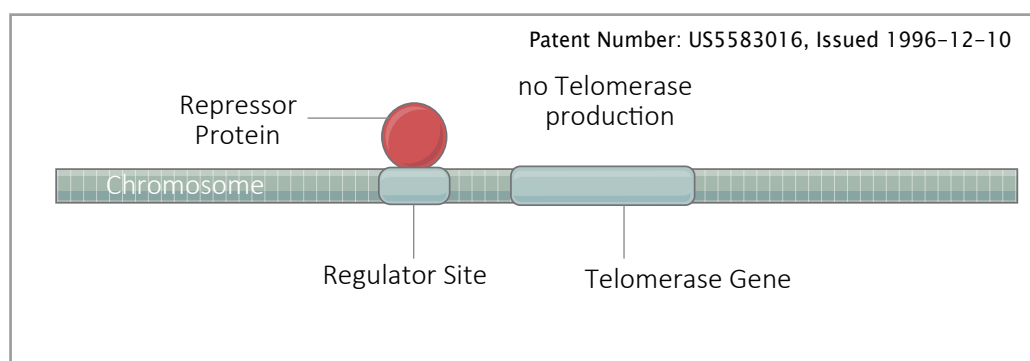 Patent Number: US5583016, Issued 1996-12-10
no Telomerase
production
Repressor
Protein
Chromosome
Regulator Site
Telomerase Gene